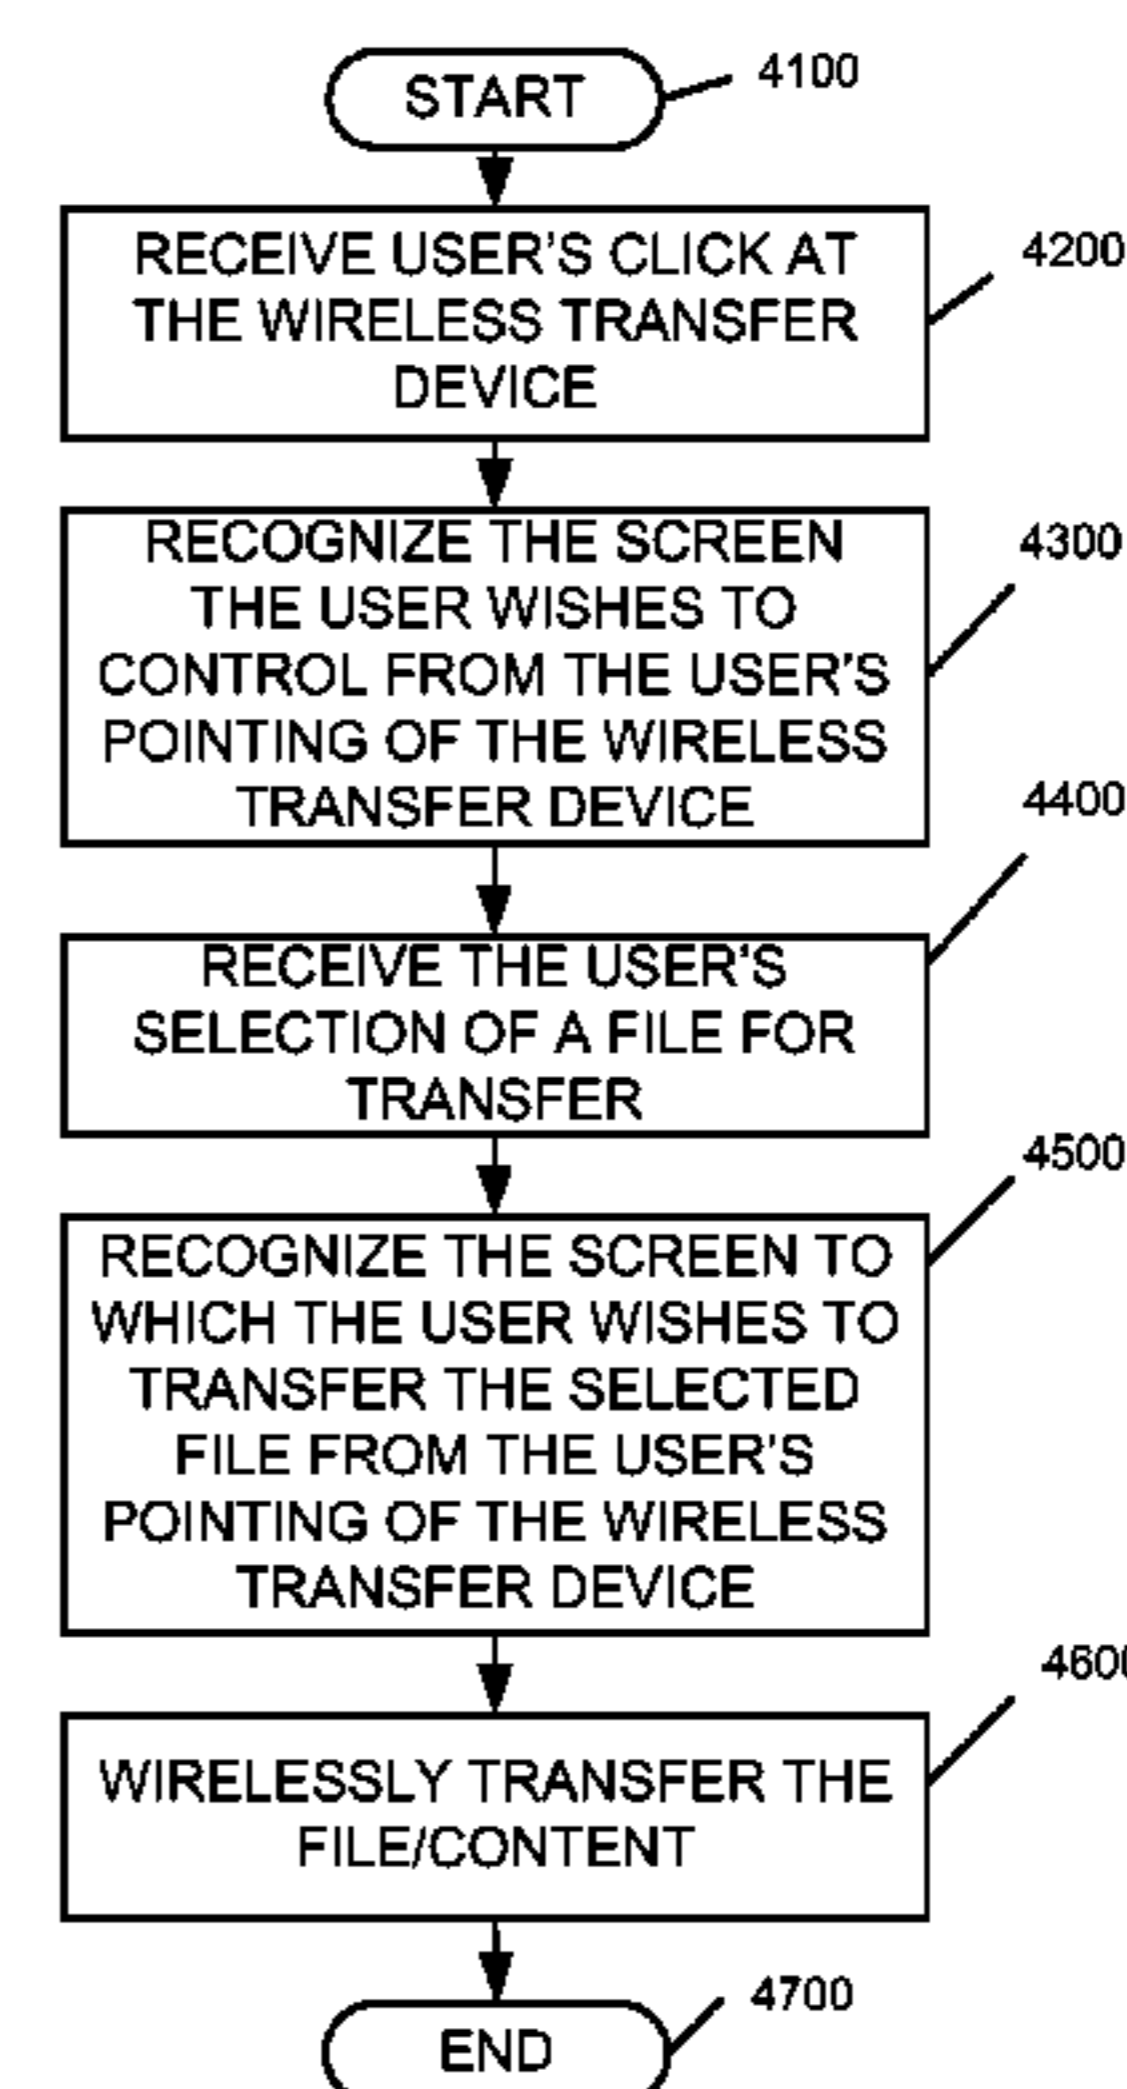 START
4100
RECEIVE USER'S CLICK AT
THE WIRELESS TRANSFER
DEVICE
4200
RECOGNIZE THE SCREEN
THE USER WISHES TO
CONTROL FROM THE USER'S
POINTING OF THE WIRELESS
TRANSFER DEVICE
4300
RECEIVE THE USER'S
SELECTION OF A FILE FOR
TRANSFER
4400
RECOGNIZE THE SCREEN TO
WHICH THE USER WISHES TO
TRANSFER THE SELECTED
FILE FROM THE USER'S
POINTING OF THE WIRELESS
TRANSFER DEVICE
4500
WIRELESSLY TRANSFER THE
FILE/CONTENT
4600
END
4700